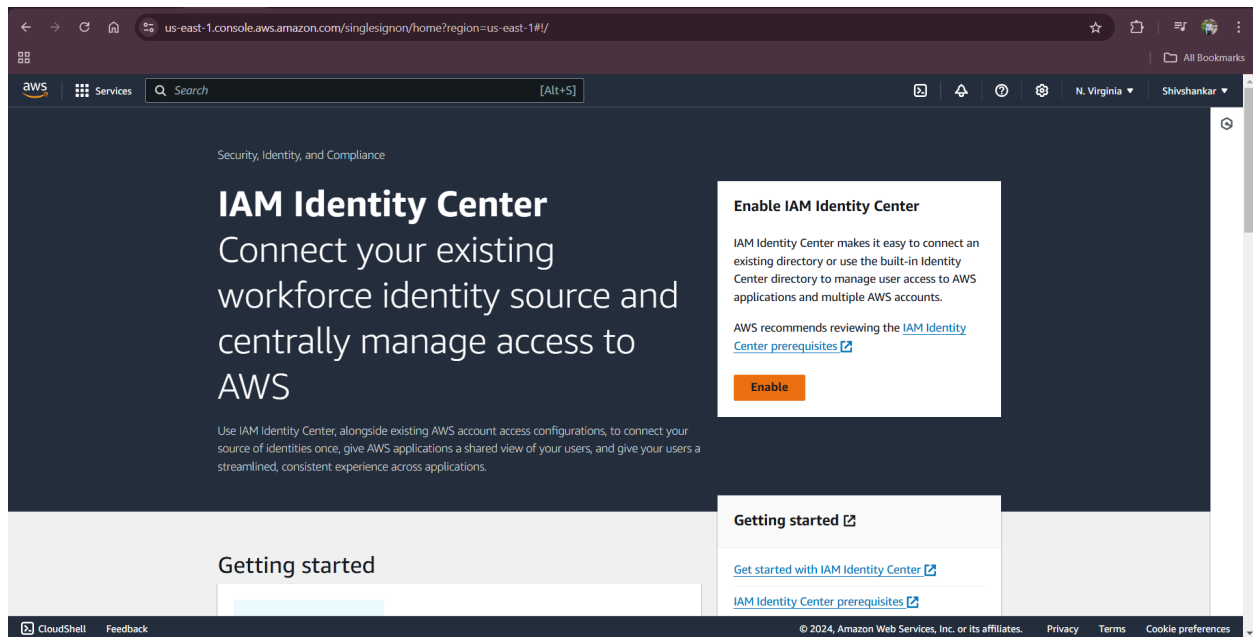 us-east-1.console.aws.amazon.com/singlesignon/home?region=us-east-1#!/
All Bookmarks
aws
Services
Search [Alt+S]
N. Virginia
Shivshankar
Security, Identity, and Compliance
IAM Identity Center
Connect your existing
workforce identity source and
centrally manage access to
AWS
Use IAM Identity Center, alongside existing AWS account access configurations, to connect your
source of identities once, give AWS applications a shared view of your users, and give your users a
streamlined, consistent experience across applications.
Enable IAM Identity Center
IAM Identity Center makes it easy to connect an
existing directory or use the built-in Identity
Center directory to manage user access to AWS
applications and multiple AWS accounts.
AWS recommends reviewing the IAM Identity
Center prerequisites
Enable
Getting started
Get started with IAM Identity Center
IAM Identity Center prerequisites
Getting started
CloudShell
Feedback
© 2024, Amazon Web Services, Inc. or its affiliates.
Privacy
Terms
Cookie preferences